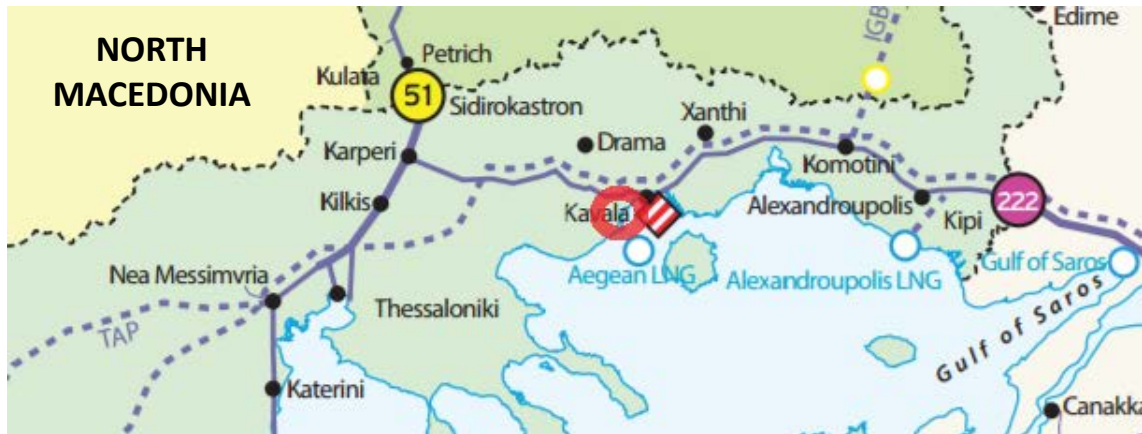 NORTH
MACEDONIA
Petrich
Kulata
51
Sidirokastron
Karperi
Kilkis
Nea Messimvria
Thessaloniki
TAP
Katerini
Drama
Xanthi
Kavala
Aegean LNG
Komotini
IGB
Edirne
Alexandroupolis
Kipi
222
Alexandroupolis LNG
Gulf of Saros
Gulf of Saros
Canakka